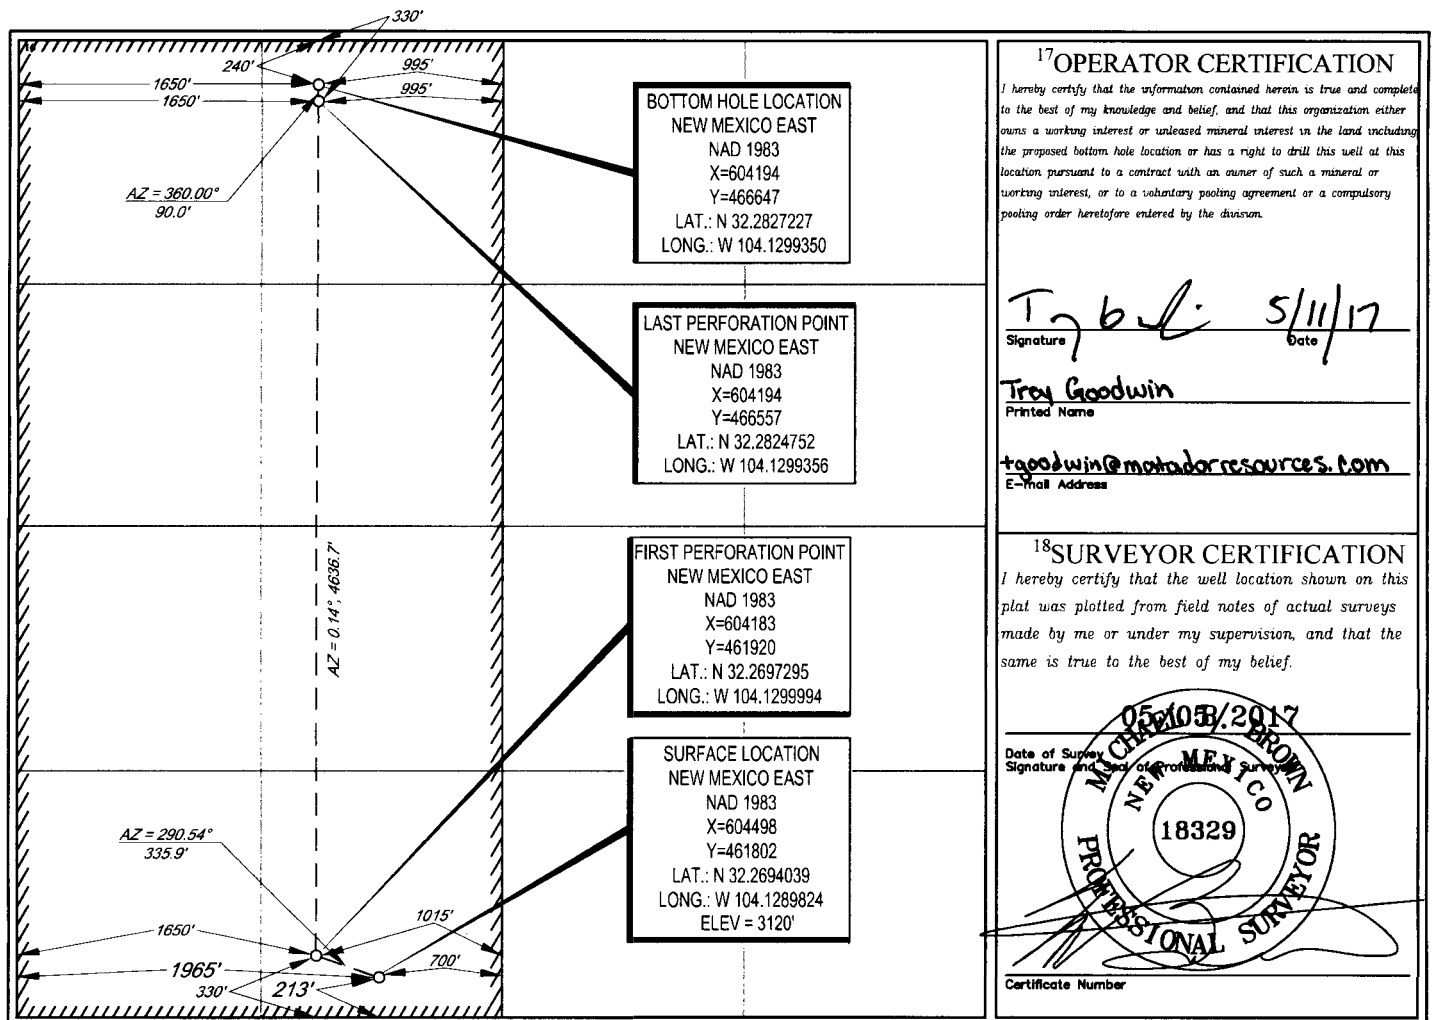 16
330'
240'
995'
1650'
995'
1650'
AZ = 360.00°
90.0'
AZ = 0.14°, 4636.7'
AZ = 290.54°
335.9'
1650'
1015'
1965'
700'
330'
213'
BOTTOM HOLE LOCATION
NEW MEXICO EAST
NAD 1983
X=604194
Y=466647
LAT.: N 32.2827227
LONG.: W 104.1299350
LAST PERFORATION POINT
NEW MEXICO EAST
NAD 1983
X=604194
Y=466557
LAT.: N 32.2824752
LONG.: W 104.1299356
FIRST PERFORATION POINT
NEW MEXICO EAST
NAD 1983
X=604183
Y=461920
LAT.: N 32.2697295
LONG.: W 104.1299994
SURFACE LOCATION
NEW MEXICO EAST
NAD 1983
X=604498
Y=461802
LAT.: N 32.2694039
LONG.: W 104.1289824
ELEV = 3120'
17OPERATOR CERTIFICATION
I hereby certify that the information contained herein is true and complete
to the best of my knowledge and belief, and that this organization either
owns a working interest or unleased mineral interest in the land including
the proposed bottom hole location or has a right to drill this well at this
location pursuant to a contract with an owner of such a mineral or
working interest, or to a voluntary pooling agreement or a compulsory
pooling order heretofore entered by the division.
5/11/17
Signature Date
Troy Goodwin
Printed Name
tgoodwin@matadorresources.com
E-mail Address
18SURVEYOR CERTIFICATION
I hereby certify that the well location shown on this
plat was plotted from field notes of actual surveys
made by me or under my supervision, and that the
same is true to the best of my belief.
05/05/2017
Date of Survey
Signature and Seal of Professional Surveyor
MICHAEL B. BROWN
NEW MEXICO
18329
PROFESSIONAL SURVEYOR
Certificate Number